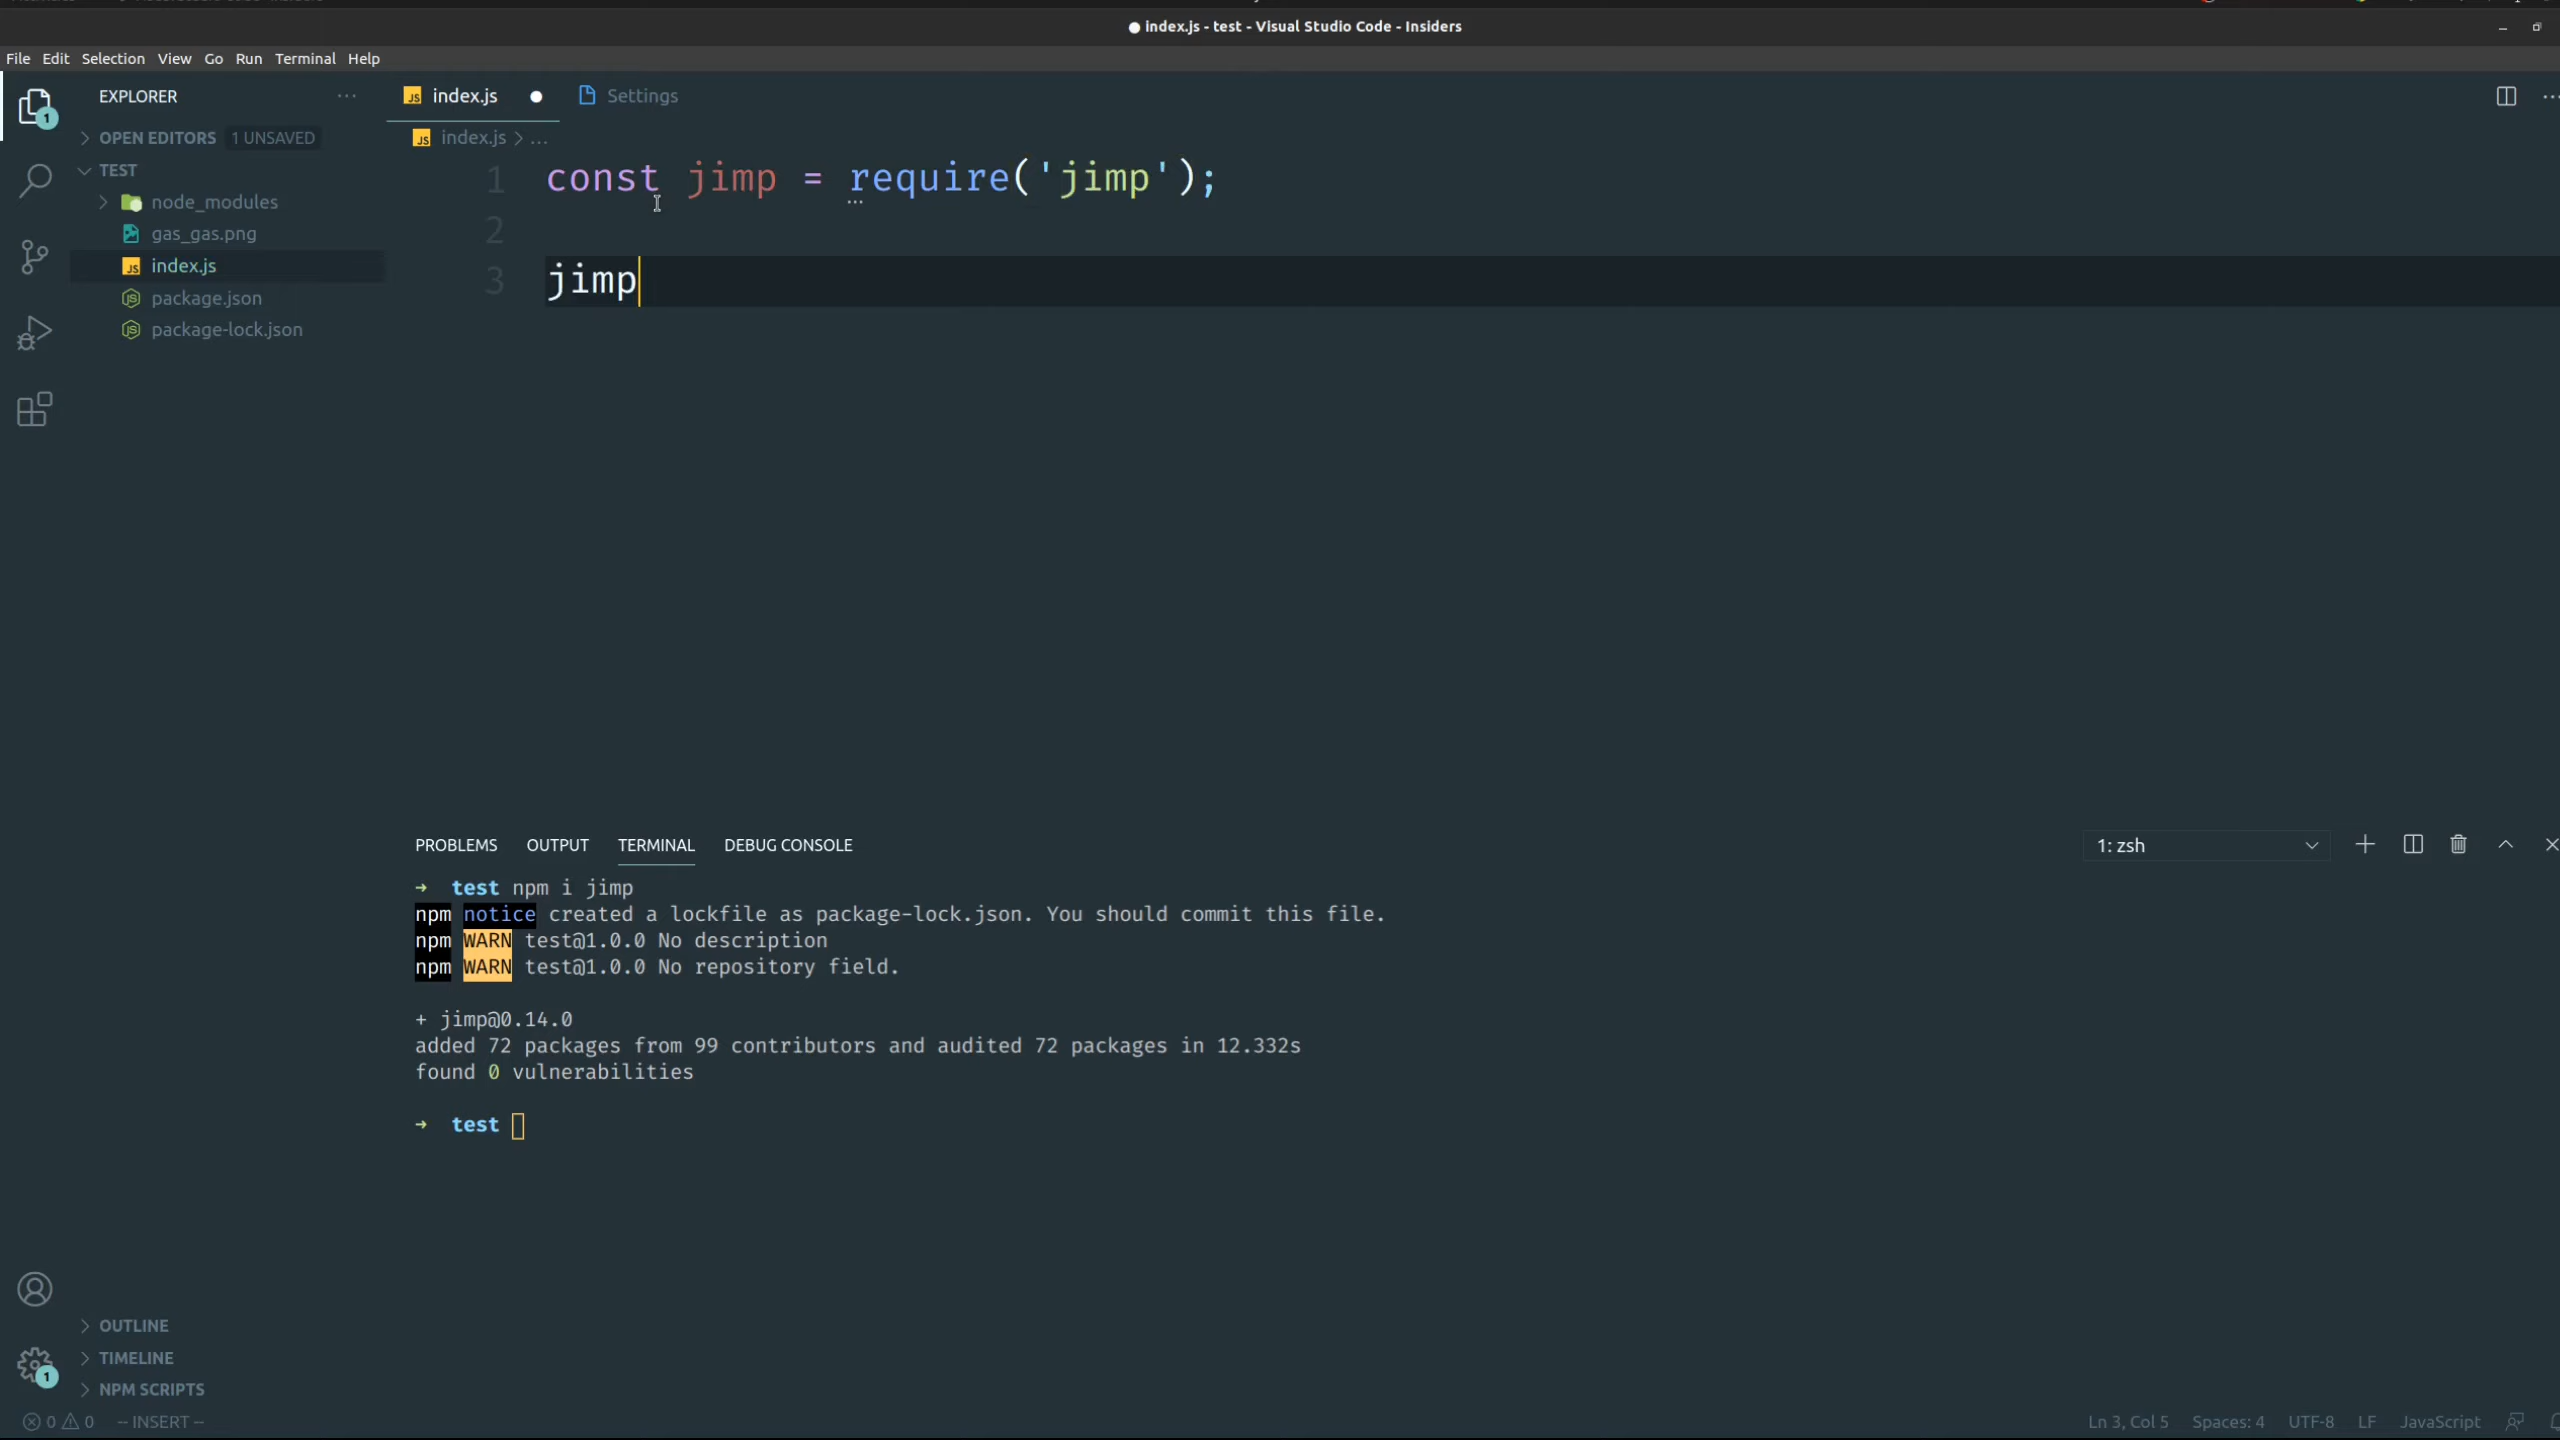 ● index.js - test - Visual Studio Code - Insiders
File Edit Selection View Go Run Terminal Help
EXPLORER ···
1
OPEN EDITORS 1 UNSAVED
TEST
node_modules
gas_gas.png
JS index.js
JS package.json
JS package-lock.json
JS index.js ● Settings
JS index.js > ...
1 const jimp = require('jimp');
2
3 jimp
PROBLEMS OUTPUT TERMINAL DEBUG CONSOLE
1: zsh
→ test npm i jimp
npm notice created a lockfile as package-lock.json. You should commit this file.
npm WARN test@1.0.0 No description
npm WARN test@1.0.0 No repository field.
+ jimp@0.14.0
added 72 packages from 99 contributors and audited 72 packages in 12.332s
found 0 vulnerabilities
→ test
OUTLINE
TIMELINE
1
NPM SCRIPTS
0 0 -- INSERT --
Ln 3, Col 5 Spaces: 4 UTF-8 LF JavaScript